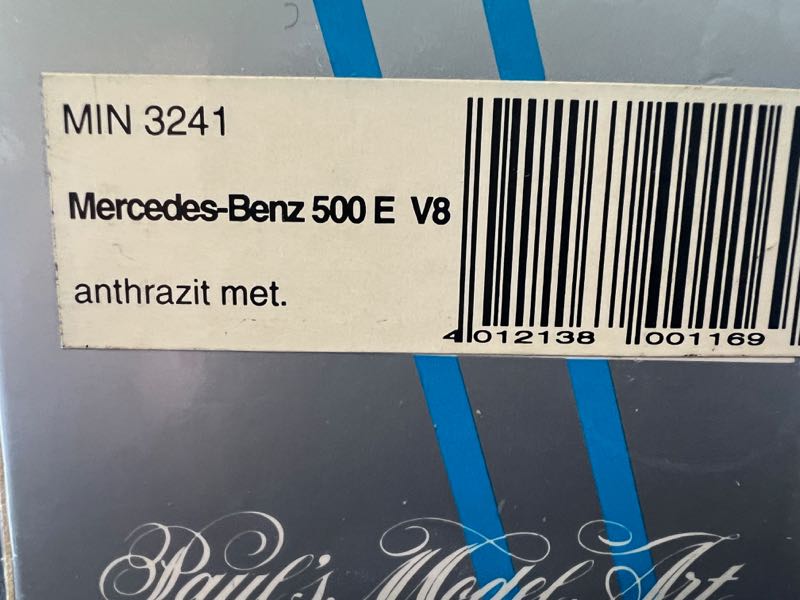 MIN 3241
Mercedes-Benz 500 E V8
anthrazit met.
4 012138 001169
Paul's Model Art